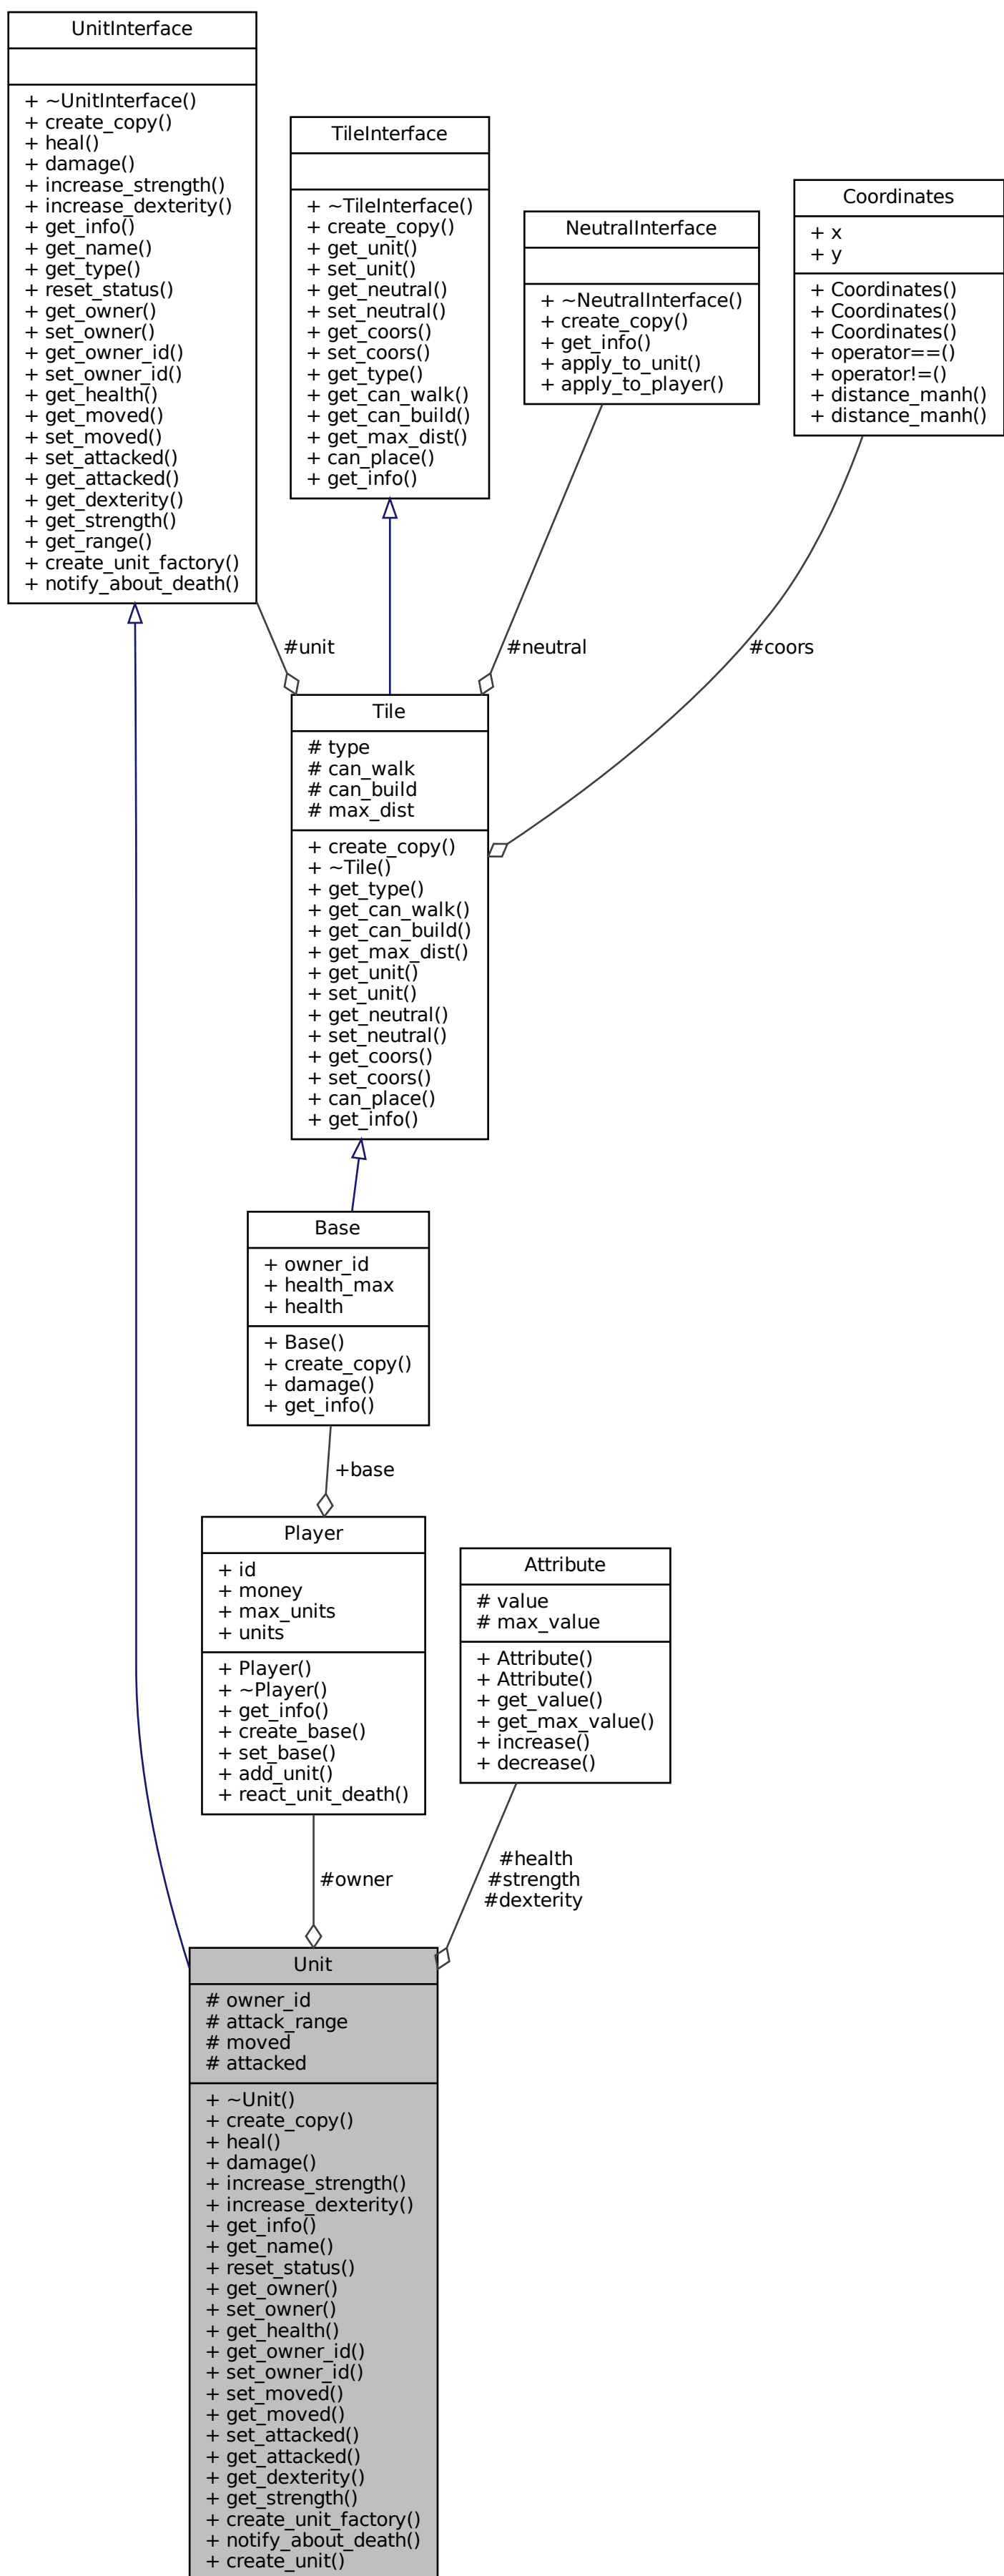 UnitInterface
+ ~UnitInterface()
+ create_copy()
+ heal()
+ damage()
+ increase_strength()
+ increase_dexterity()
+ get_info()
+ get_name()
+ get_type()
+ reset_status()
+ get_owner()
+ set_owner()
+ get_owner_id()
+ set_owner_id()
+ get_health()
+ get_moved()
+ set_moved()
+ set_attacked()
+ get_attacked()
+ get_dexterity()
+ get_strength()
+ get_range()
+ create_unit_factory()
+ notify_about_death()
TileInterface
+ ~TileInterface()
+ create_copy()
+ get_unit()
+ set_unit()
+ get_neutral()
+ set_neutral()
+ get_coors()
+ set_coors()
+ get_type()
+ get_can_walk()
+ get_can_build()
+ get_max_dist()
+ can_place()
+ get_info()
NeutralInterface
+ ~NeutralInterface()
+ create_copy()
+ get_info()
+ apply_to_unit()
+ apply_to_player()
Coordinates
+ x
+ y
+ Coordinates()
+ Coordinates()
+ Coordinates()
+ operator==()
+ operator!=()
+ distance_manh()
+ distance_manh()
#unit
#neutral
#coors
Tile
# type
# can_walk
# can_build
# max_dist
+ create_copy()
+ ~Tile()
+ get_type()
+ get_can_walk()
+ get_can_build()
+ get_max_dist()
+ get_unit()
+ set_unit()
+ get_neutral()
+ set_neutral()
+ get_coors()
+ set_coors()
+ can_place()
+ get_info()
Base
+ owner_id
+ health_max
+ health
+ Base()
+ create_copy()
+ damage()
+ get_info()
+base
Player
+ id
+ money
+ max_units
+ units
+ Player()
+ ~Player()
+ get_info()
+ create_base()
+ set_base()
+ add_unit()
+ react_unit_death()
Attribute
# value
# max_value
+ Attribute()
+ Attribute()
+ get_value()
+ get_max_value()
+ increase()
+ decrease()
#owner
#health
#strength
#dexterity
Unit
# owner_id
# attack_range
# moved
# attacked
+ ~Unit()
+ create_copy()
+ heal()
+ damage()
+ increase_strength()
+ increase_dexterity()
+ get_info()
+ get_name()
+ reset_status()
+ get_owner()
+ set_owner()
+ get_health()
+ get_owner_id()
+ set_owner_id()
+ set_moved()
+ get_moved()
+ set_attacked()
+ get_attacked()
+ get_dexterity()
+ get_strength()
+ create_unit_factory()
+ notify_about_death()
+ create_unit()